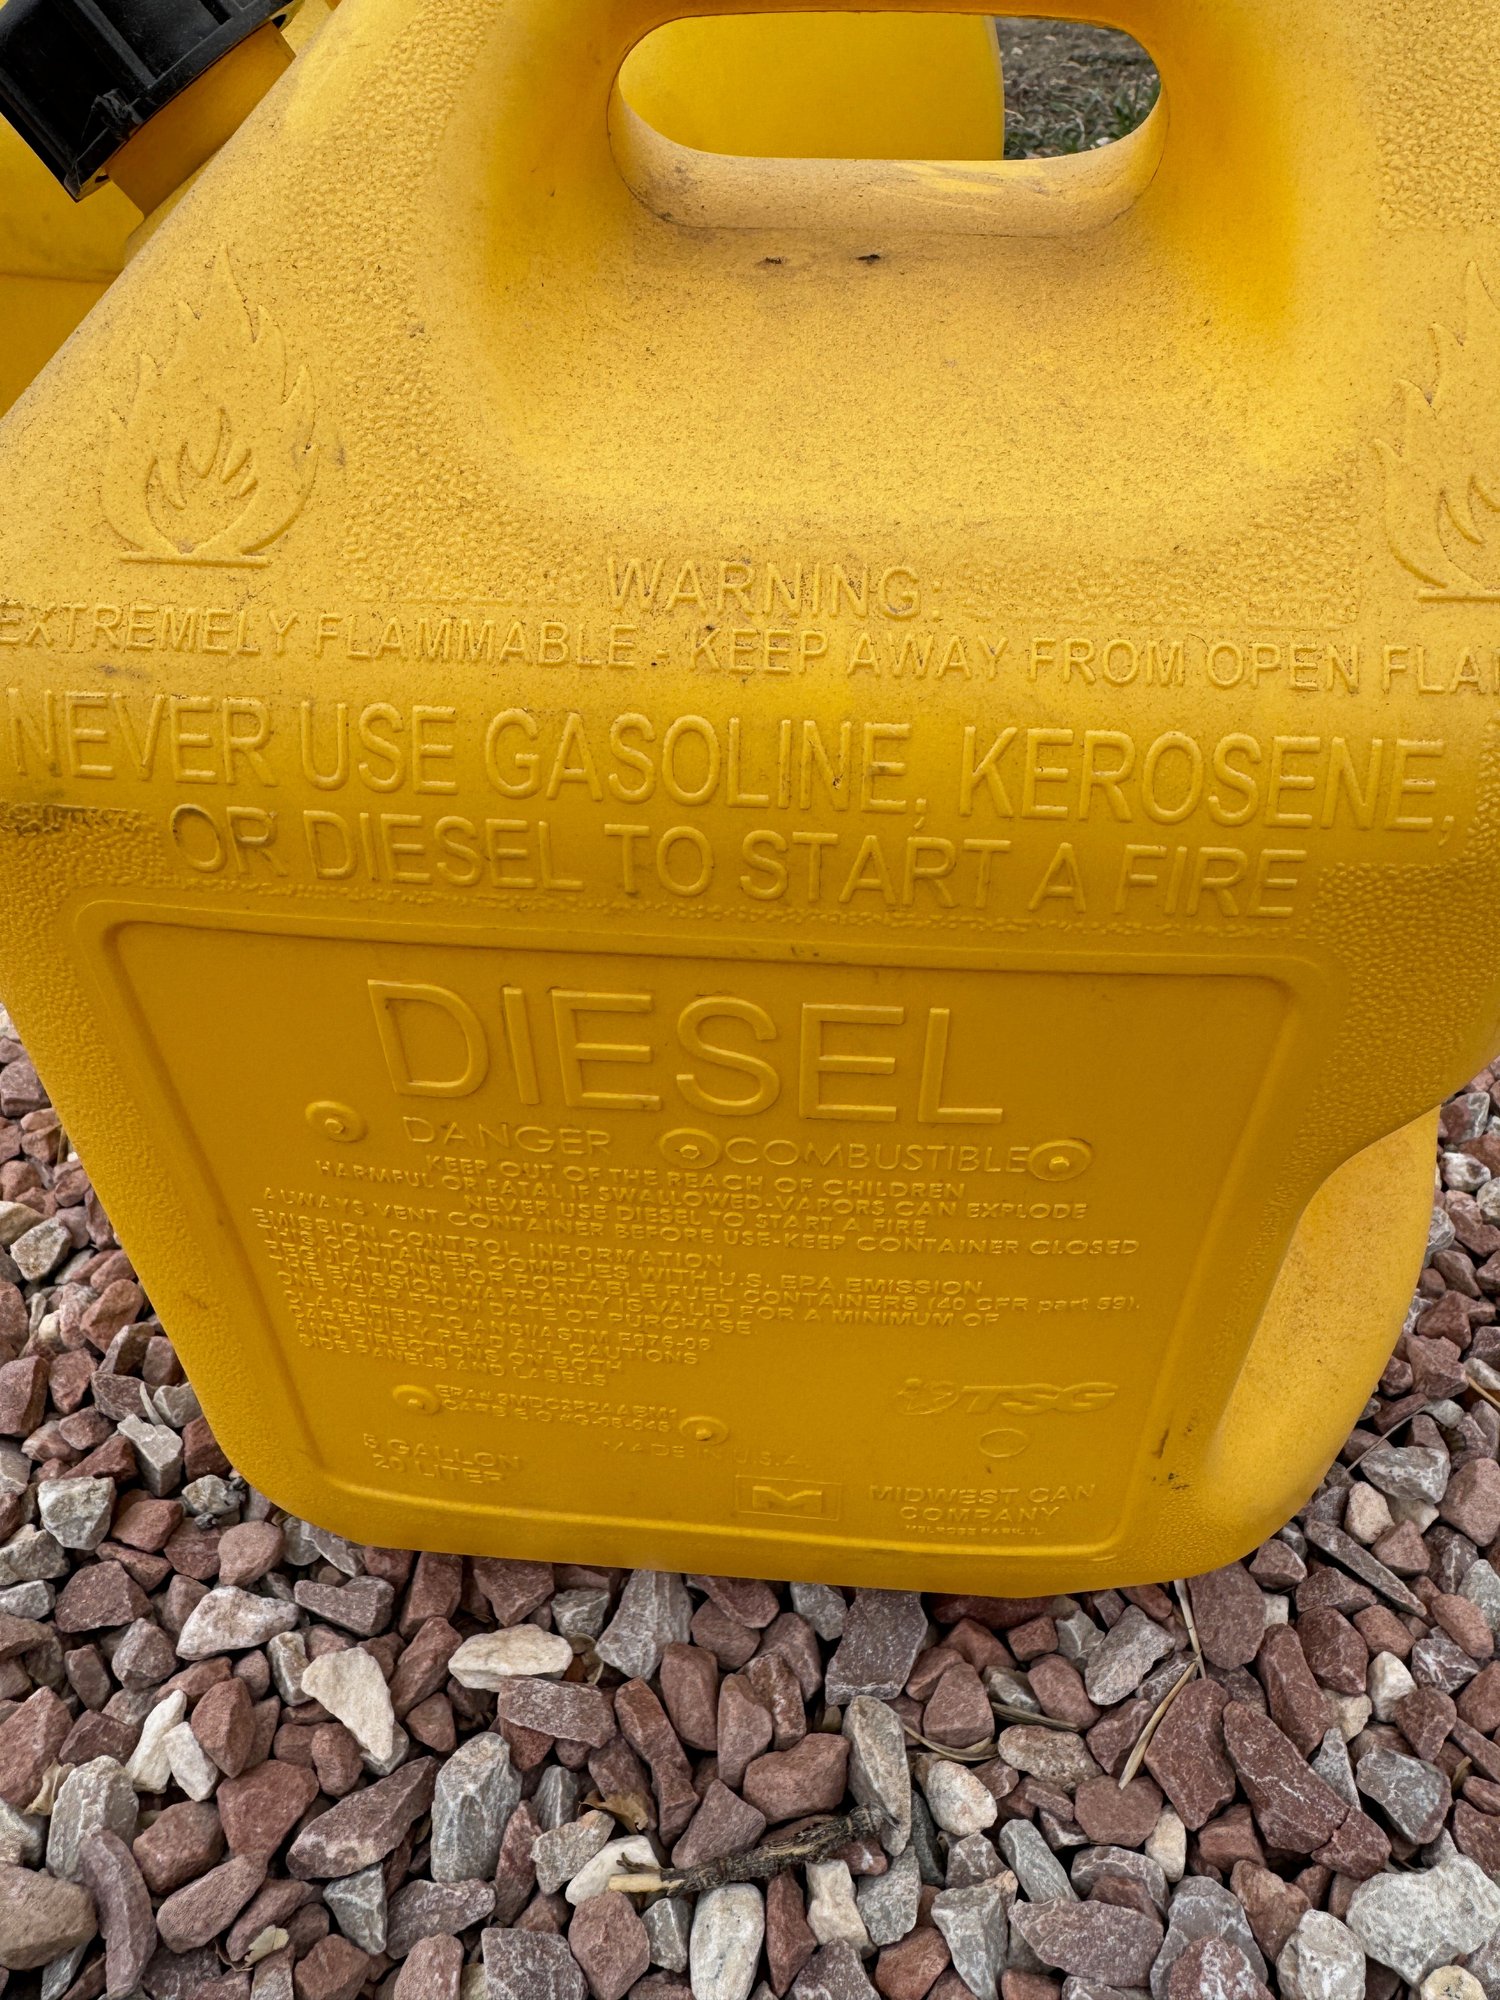 WARNING:
EXTREMELY FLAMMABLE - KEEP AWAY FROM OPEN FLA
NEVER USE GASOLINE, KEROSENE,
OR DIESEL TO START A FIRE
DIESEL
DANGER COMBUSTIBLE
KEEP OUT OF THE REACH OF CHILDREN
HARMFUL OR FATAL IF SWALLOWED-VAPORS CAN EXPLODE
NEVER USE DIESEL TO START A FIRE
ALWAYS VENT CONTAINER BEFORE USE-KEEP CONTAINER CLOSED
EMISSION CONTROL INFORMATION
THIS CONTAINER COMPLIES WITH U.S. EPA EMISSION
REGULATIONS FOR PORTABLE FUEL CONTAINERS (40 CFR part 59).
THE EMISSION WARRANTY IS VALID FOR A MINIMUM OF
ONE YEAR FROM DATE OF PURCHASE
CLASSIFIED TO ANSI/ASTM F976-08
CAREFULLY READ ALL CAUTIONS
AND DIRECTIONS ON BOTH
SIDE PANELS AND LABELS
TSG
CARB E.O.
5 GALLON
20 LITER
MADE IN U.S.A.
M
MIDWEST CAN
COMPANY
MELROSE PARK, IL